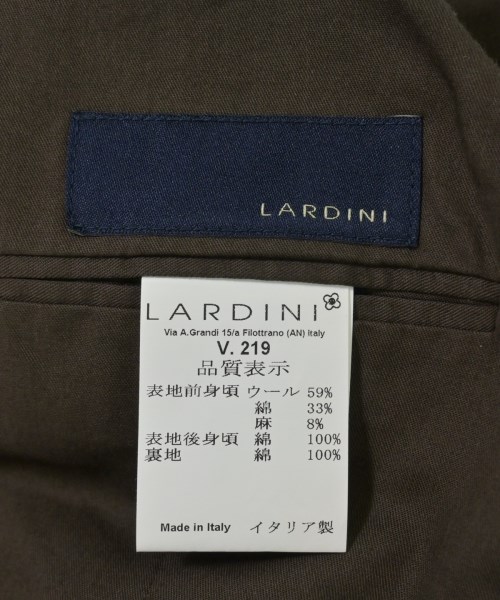 LARDINI
LARDINI
Via A.Grandi 15/a Filottrano (AN) Italy
V. 219
品質表示
表地前身頃 ウール 59%
綿 33%
麻 8%
表地後身頃 綿 100%
裏地 綿 100%
Made in Italy イタリア製